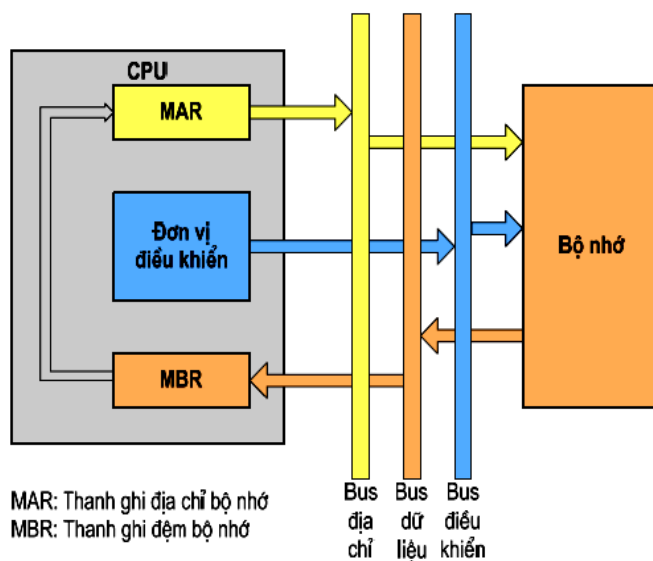 CPU
MAR
Đơn vị
điều khiển
MBR
Bộ nhớ
MAR: Thanh ghi địa chỉ bộ nhớ
MBR: Thanh ghi đệm bộ nhớ
Bus
địa
chỉ
Bus
dữ
liệu
Bus
điều
khiển